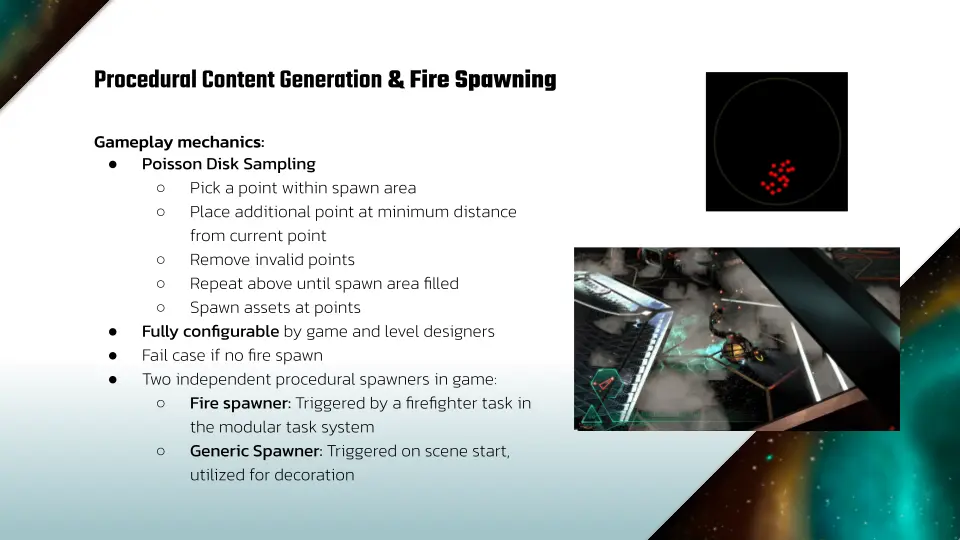 Procedural Content Generation & Fire Spawning
Gameplay mechanics:
● Poisson Disk Sampling
○ Pick a point within spawn area
○ Place additional point at minimum distance
from current point
○ Remove invalid points
○ Repeat above until spawn area filled
○ Spawn assets at points
● Fully configurable by game and level designers
● Fail case if no fire spawn
● Two independent procedural spawners in game:
○ Fire spawner: Triggered by a firefighter task in
the modular task system
○ Generic Spawner: Triggered on scene start,
utilized for decoration